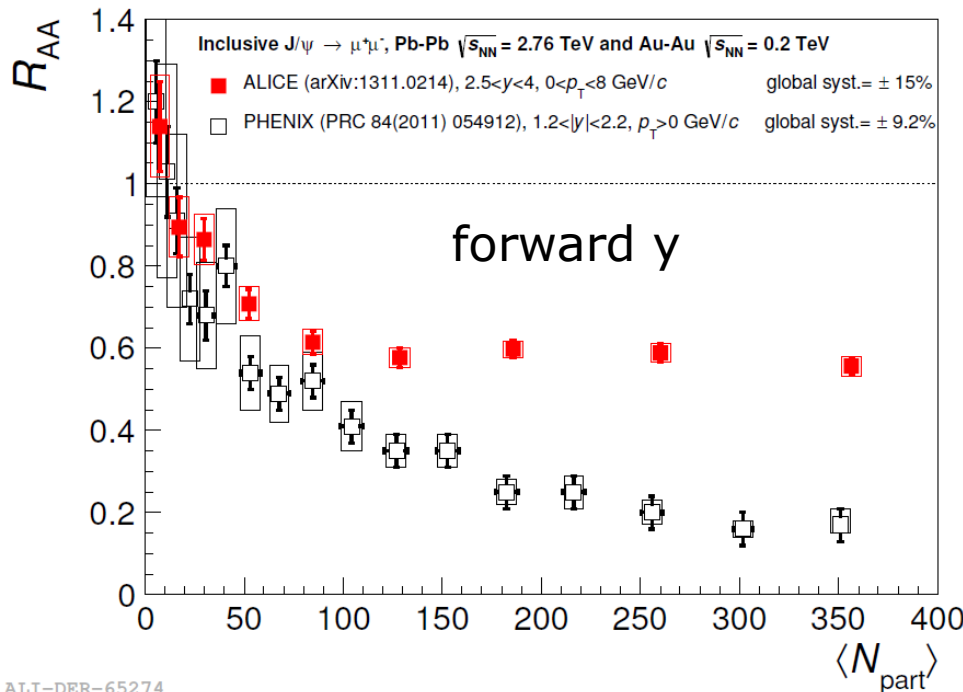 Inclusive J/ψ → μ⁺μ⁻, Pb-Pb √s_NN = 2.76 TeV and Au-Au √s_NN = 0.2 TeV
ALICE (arXiv:1311.0214), 2.5<y<4, 0<p_T<8 GeV/c global syst.= ± 15%
PHENIX (PRC 84(2011) 054912), 1.2<|y|<2.2, p_T>0 GeV/c global syst.= ± 9.2%
forward y
R_AA
1.4
1.2
1
0.8
0.6
0.4
0.2
0
0 50 100 150 200 250 300 350 400
⟨N_part⟩
ALI-DER-65274